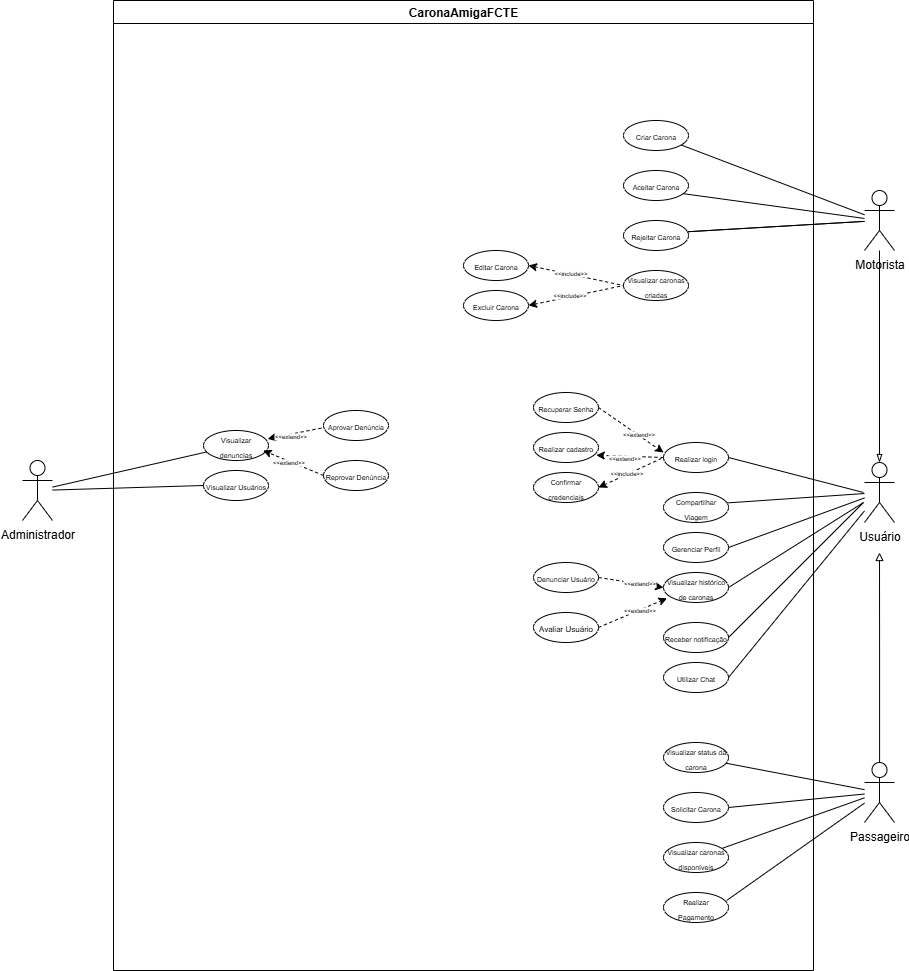 CaronaAmigaFCTE
Criar Carona
Aceitar Carona
Rejeitar Carona
Motorista
Editar Carona
<<include>>
Visualizar caronas
criadas
<<include>>
Excluir Carona
Recuperar Senha
<<extend>>
Realizar cadastro
<<extend>>
Realizar login
<<include>>
Confirmar
credenciais
Aprovar Denúncia
<<extend>>
Visualizar
denuncias
<<extend>>
Reprovar Denúncia
Visualizar Usuários
Administrador
Compartilhar
Viagem
Usuário
Gerenciar Perfil
Denunciar Usuário
<<extend>>
Visualizar histórico
de caronas
<<extend>>
Avaliar Usuário
Receber notificação
Utilizar Chat
Visualizar status da
carona
Solicitar Carona
Passageiro
Visualizar caronas
disponíveis
Realizar
Pagamento